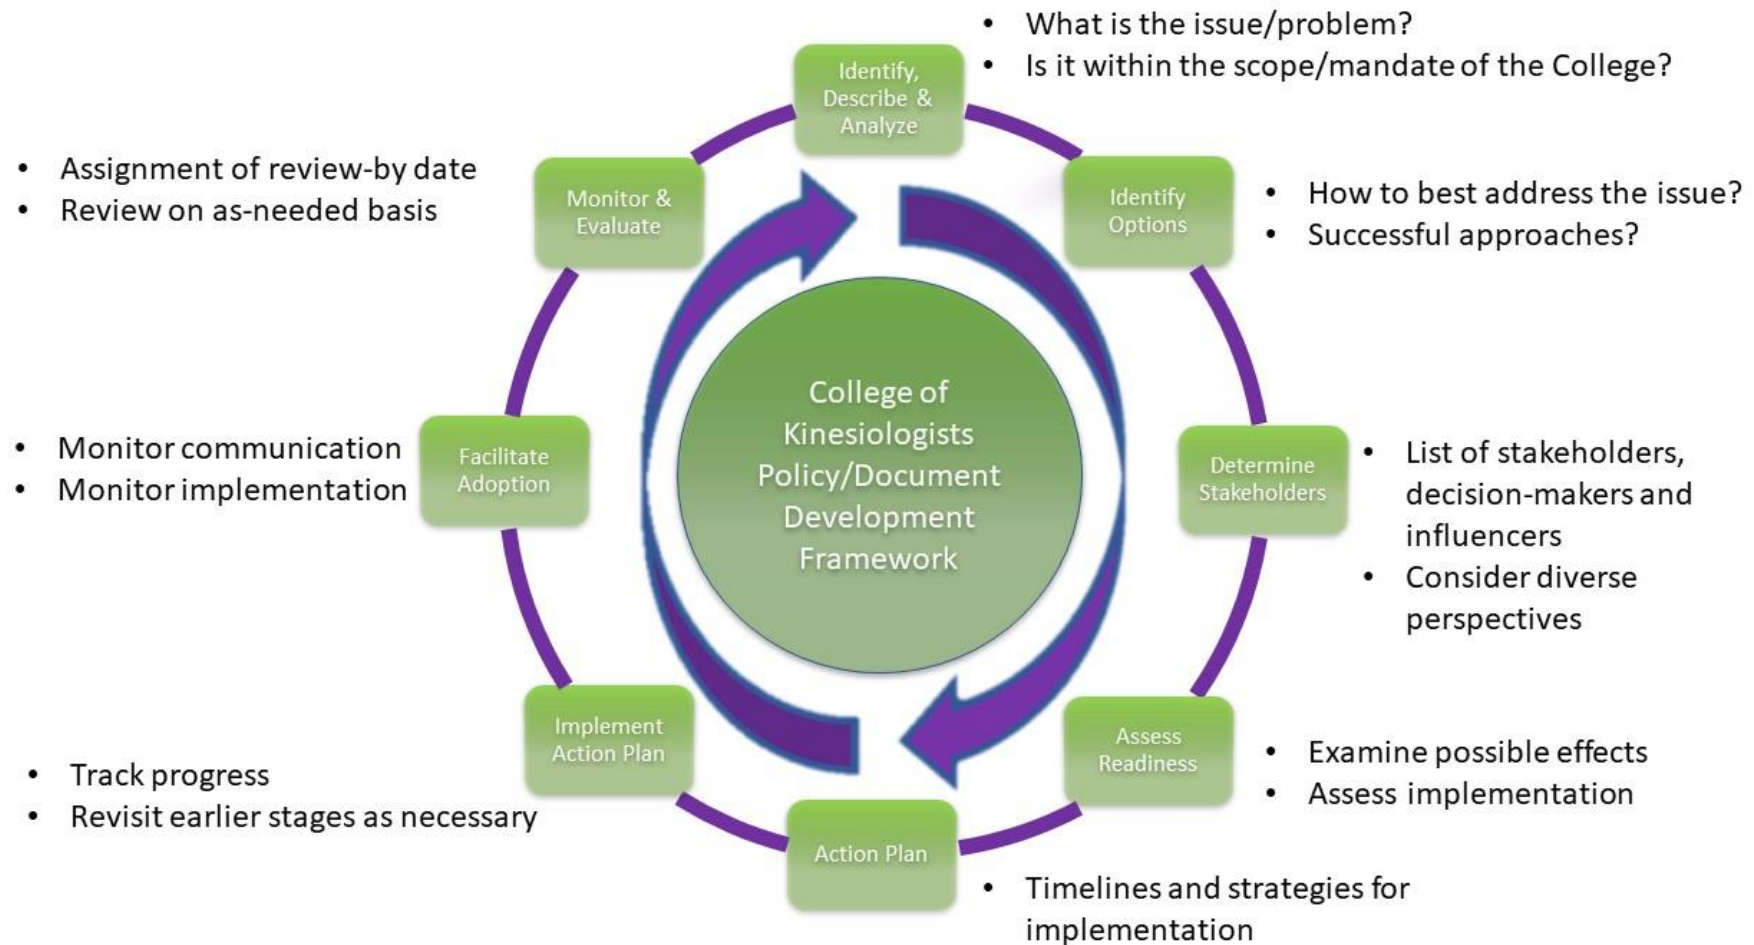 • What is the issue/problem?
• Is it within the scope/mandate of the College?
Identify,
Describe &
Analyze
Identify
Options
• How to best address the issue?
• Successful approaches?
Determine
Stakeholders
• List of stakeholders,
decision-makers and
influencers
• Consider diverse
perspectives
Assess
Readiness
• Examine possible effects
• Assess implementation
Action Plan
• Timelines and strategies for
implementation
Implement
Action Plan
• Track progress
• Revisit earlier stages as necessary
Facilitate
Adoption
• Monitor communication
• Monitor implementation
Monitor &
Evaluate
• Assignment of review-by date
• Review on as-needed basis
College of
Kinesiologists
Policy/Document
Development
Framework